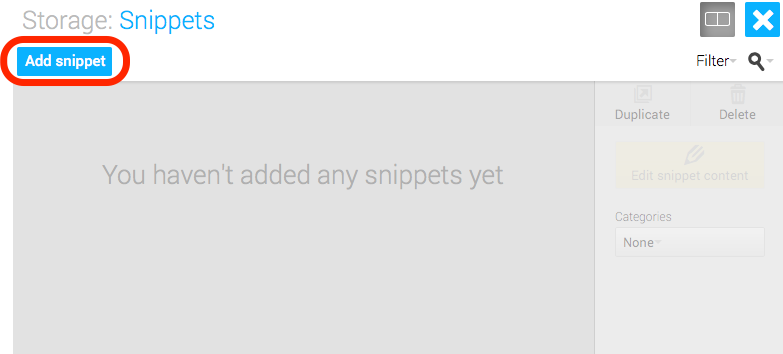 Storage: Snippets
Add snippet
Filter
Duplicate
Delete
You haven't added any snippets yet
Edit snippet content
Categories
None